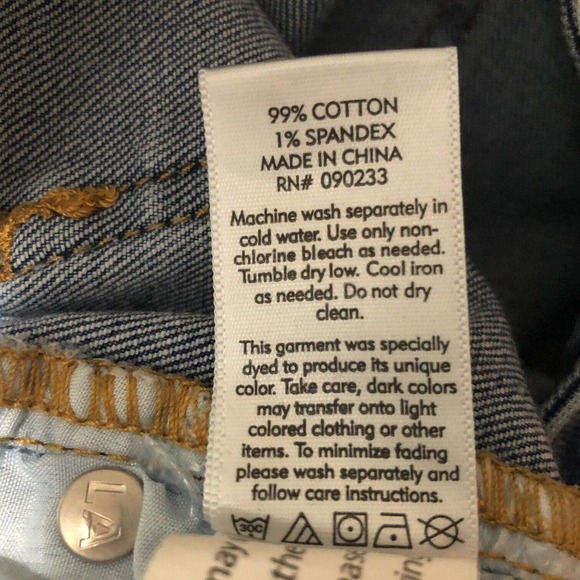 99% COTTON
1% SPANDEX
MADE IN CHINA
RN# 090233
Machine wash separately in
cold water. Use only non-
chlorine bleach as needed.
Tumble dry low. Cool iron
as needed. Do not dry
clean.
This garment was specially
dyed to produce its unique
color. Take care, dark colors
may transfer onto light
colored clothing or other
items. To minimize fading
please wash separately and
follow care instructions.
30C
LA
may
the